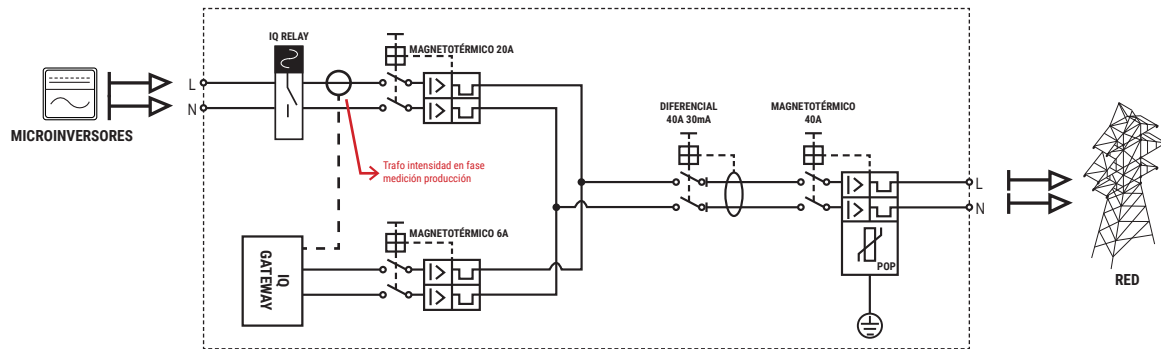 IQ RELAY
MAGNETOTÉRMICO 20A
L
N
MICROINVERSORES
Trafo intensidad en fase
medición producción
DIFERENCIAL
40A 30mA
MAGNETOTÉRMICO
40A
L
N
MAGNETOTÉRMICO 6A
IQ
GATEWAY
POP
RED